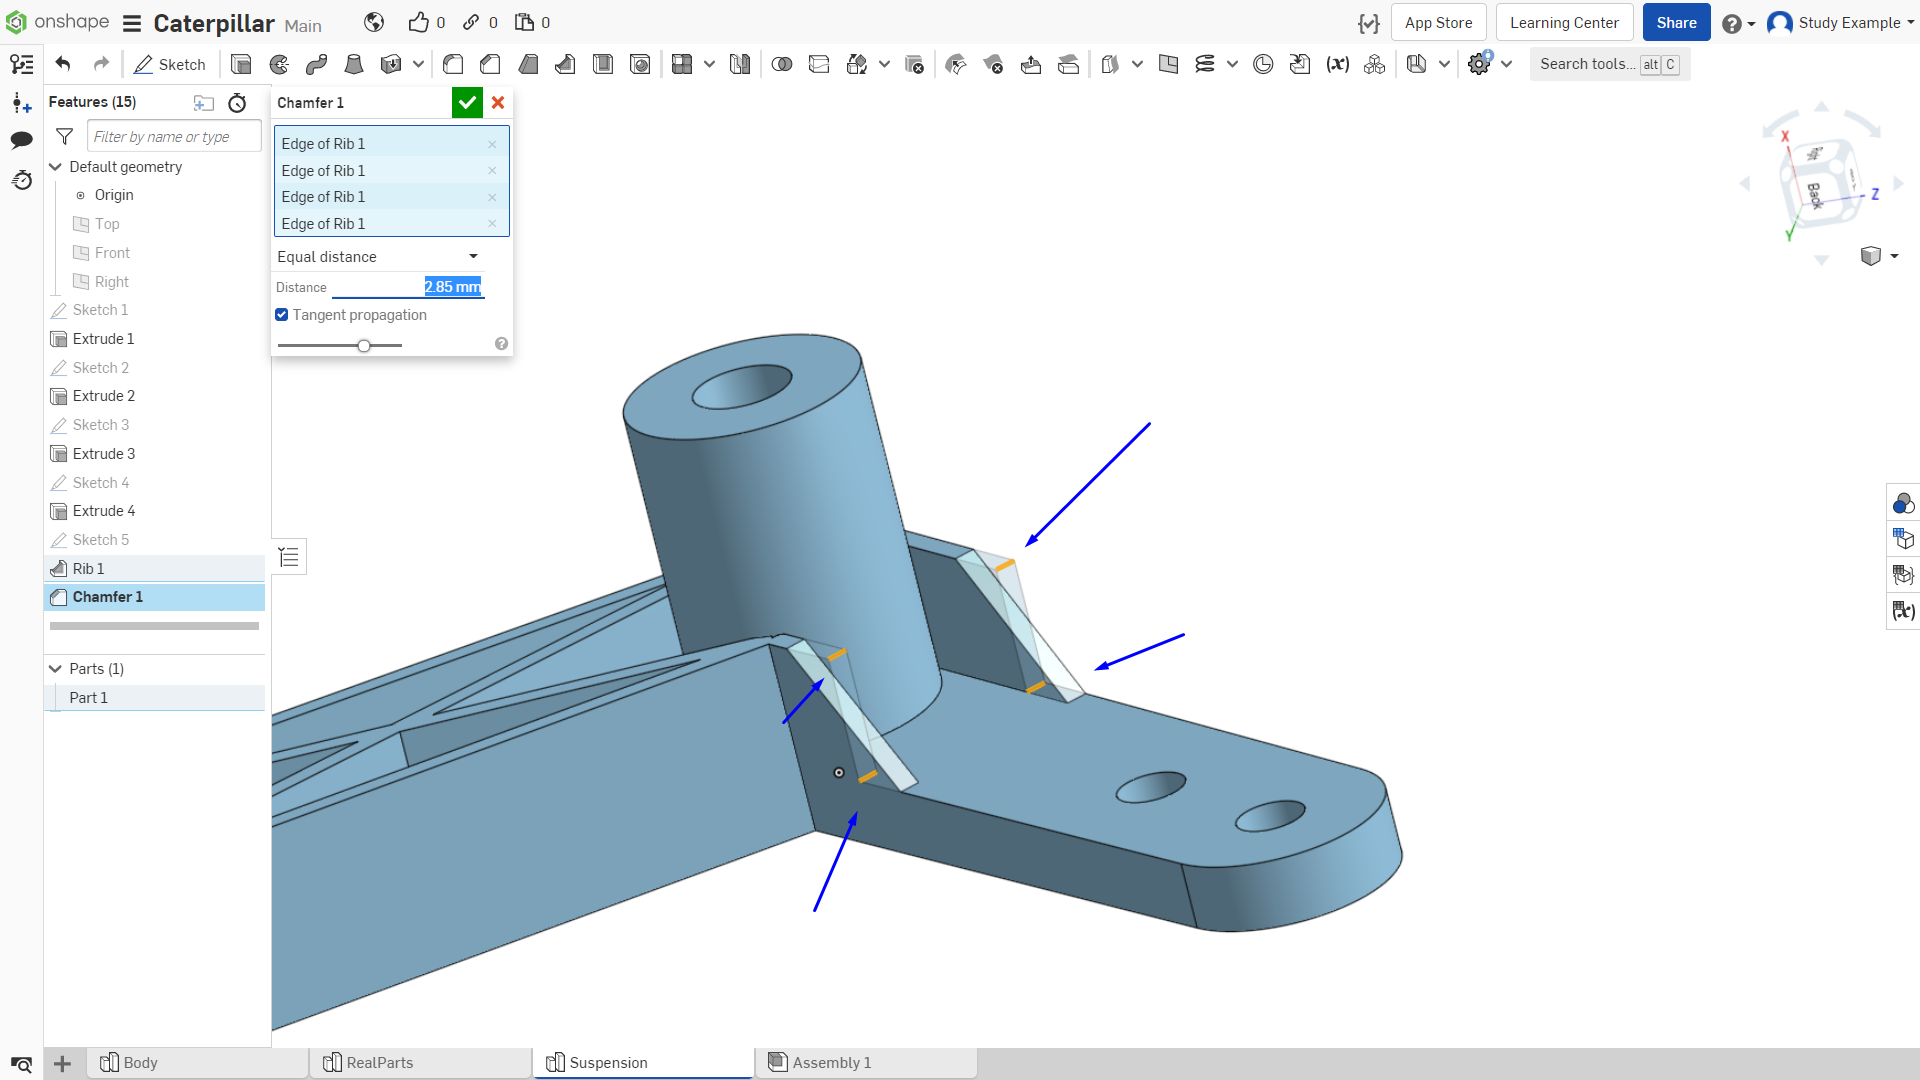 onshape Caterpillar Main 0 0 0 App Store Learning Center Share Study Example
Sketch (x) Search tools... alt C
Features (15)
Filter by name or type
Default geometry
Origin
Top
Front
Right
Sketch 1
Extrude 1
Sketch 2
Extrude 2
Sketch 3
Extrude 3
Sketch 4
Extrude 4
Sketch 5
Rib 1
Chamfer 1
Parts (1)
Part 1
Chamfer 1
Edge of Rib 1
Edge of Rib 1
Edge of Rib 1
Edge of Rib 1
Equal distance
Distance 2.85 mm
Tangent propagation
X
Back
Z
Y
(x)
Body RealParts Suspension Assembly 1